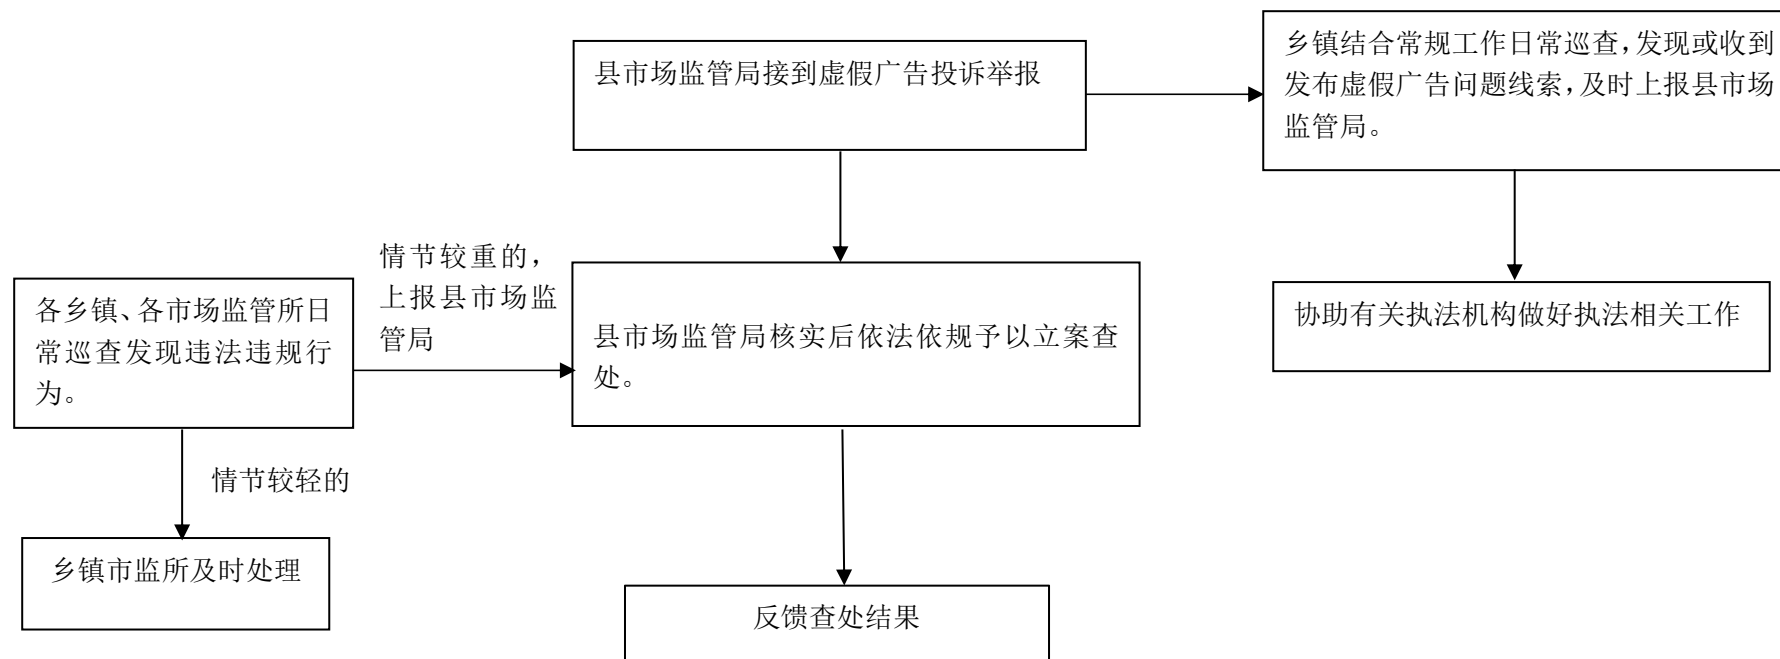 县市场监管局接到虚假广告投诉举报
乡镇结合常规工作日常巡查，发现或收到
发布虚假广告问题线索，及时上报县市场
监管局。
情节较重的，
上报县市场监
管局
各乡镇、各市场监管所日
常巡查发现违法违规行
为。
县市场监管局核实后依法依规予以立案查
处。
协助有关执法机构做好执法相关工作
情节较轻的
乡镇市监所及时处理
反馈查处结果